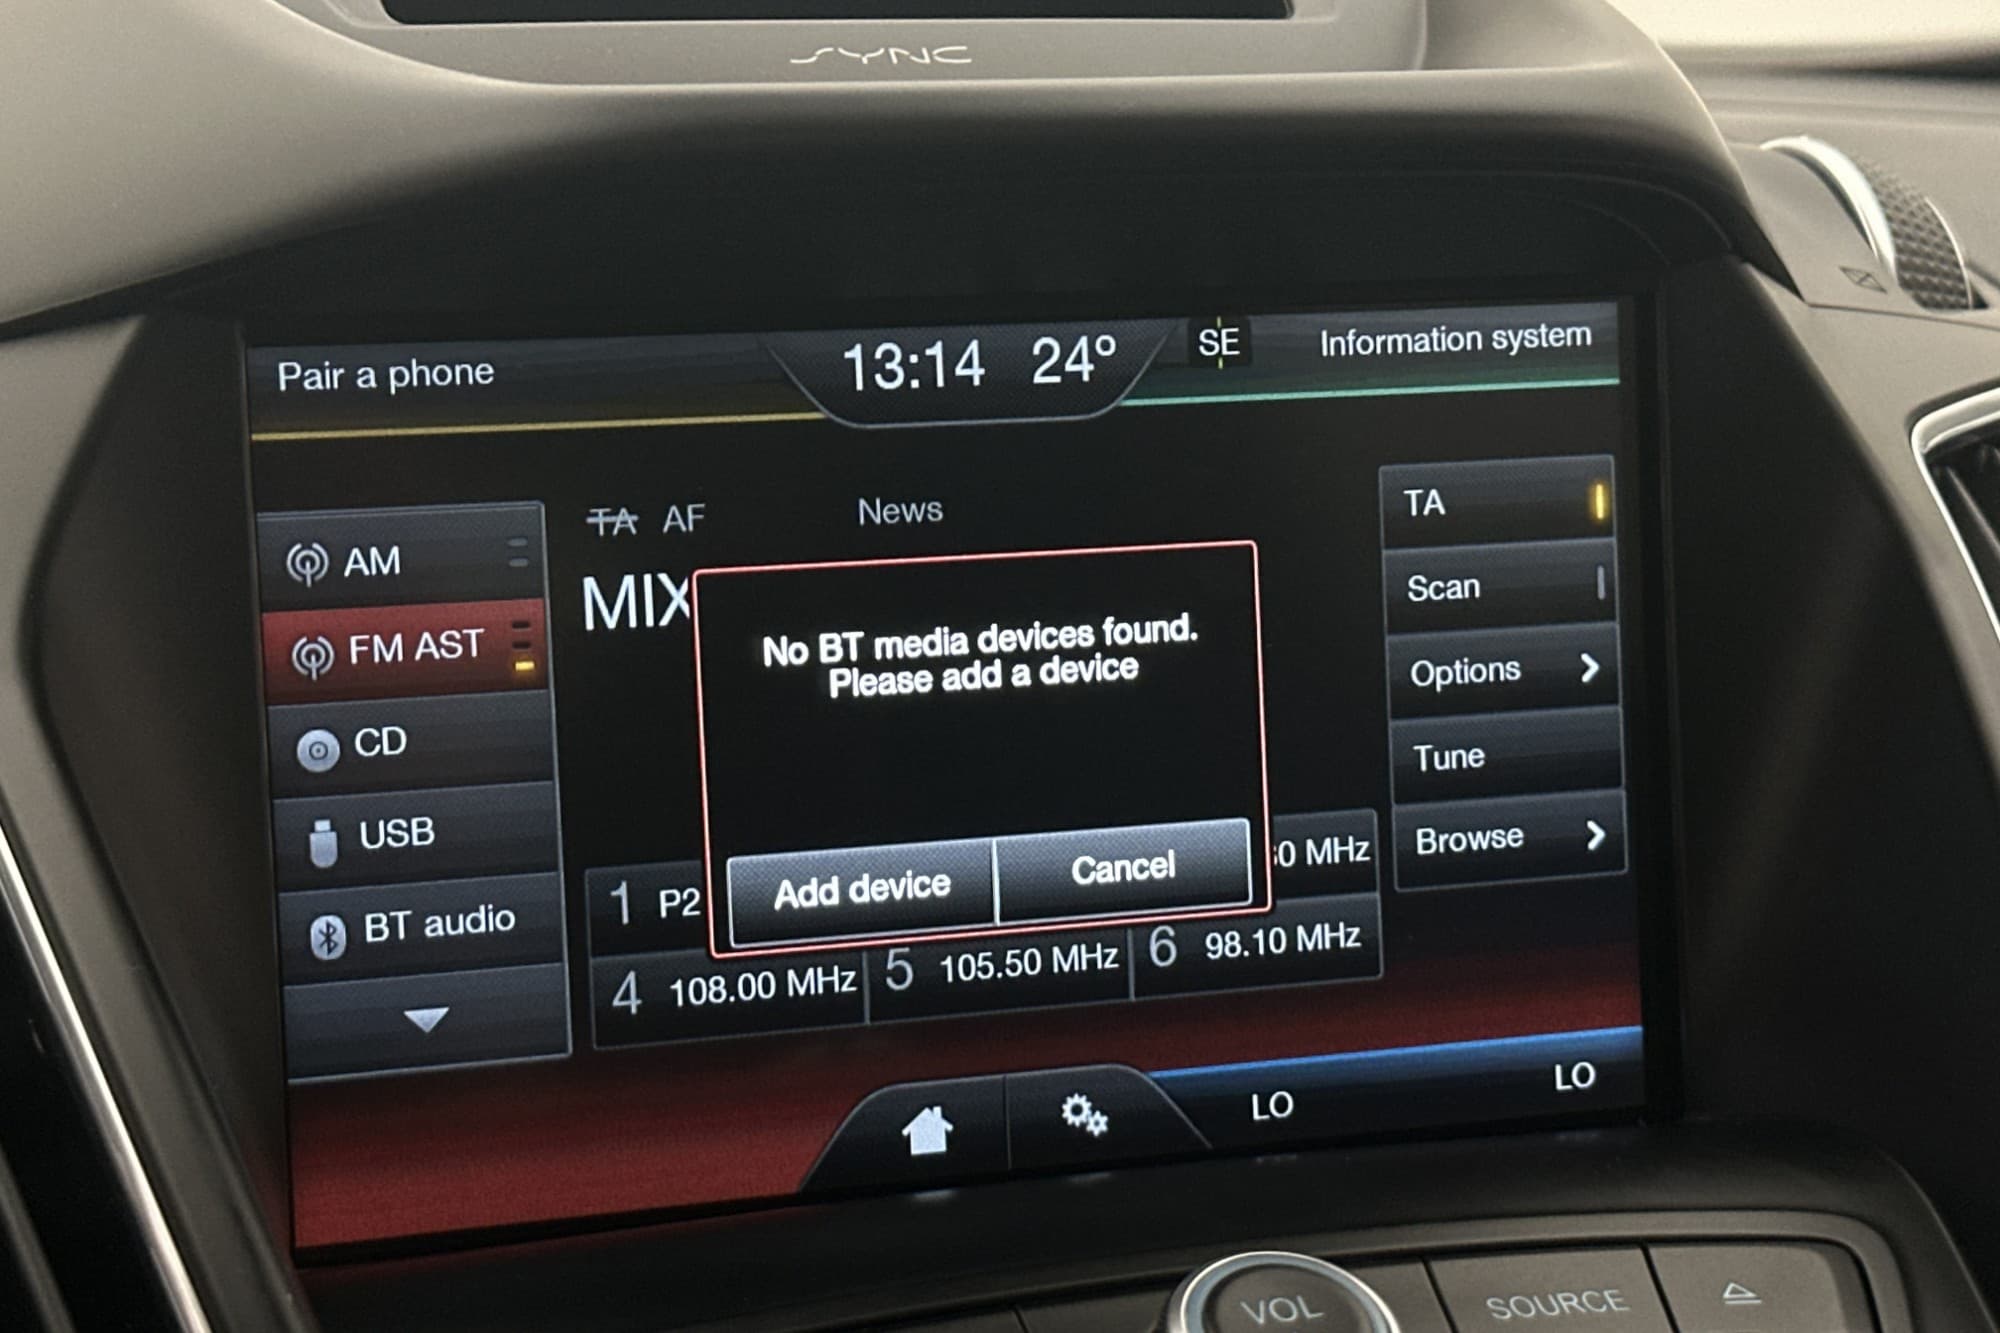 SYNC
Pair a phone
13:14 24°
SE
Information system
AM
FM AST
CD
USB
BT audio
TA AF
News
MIX
No BT media devices found.
Please add a device
Add device
Cancel
1 P2
0 MHz
4 108.00 MHz
5 105.50 MHz
6 98.10 MHz
TA
Scan
Options
Tune
Browse
LO
LO
VOL
SOURCE